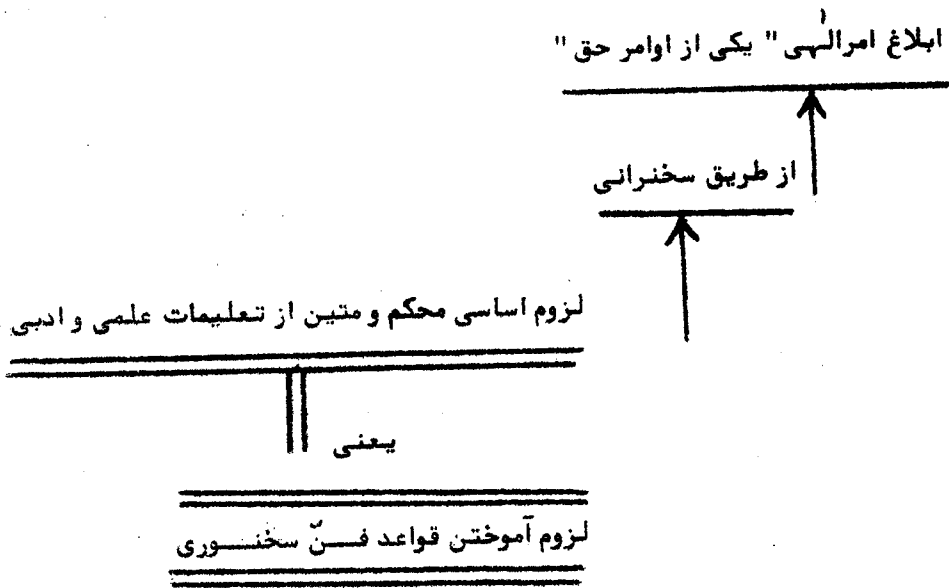 ابلاغ امرالهی " یکی از اوامر حق "
از طریق سخنرانی
لزوم اساسی محکم و متین از تعلیمات علمی و ادبی
یعنی
لزوم آموختن قواعد فنّ سخنوری